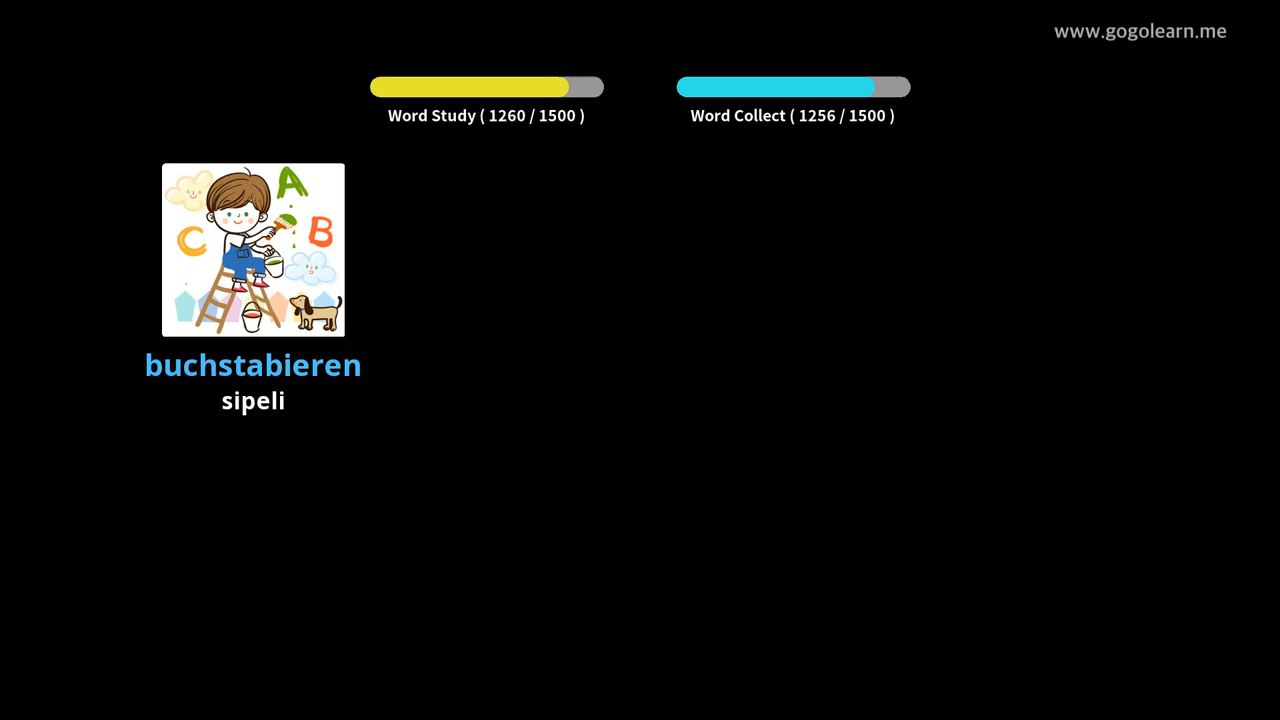 www.gogolearn.me
Word Study ( 1260 / 1500 )
Word Collect ( 1256 / 1500 )
A
B
C
buchstabieren
sipeli